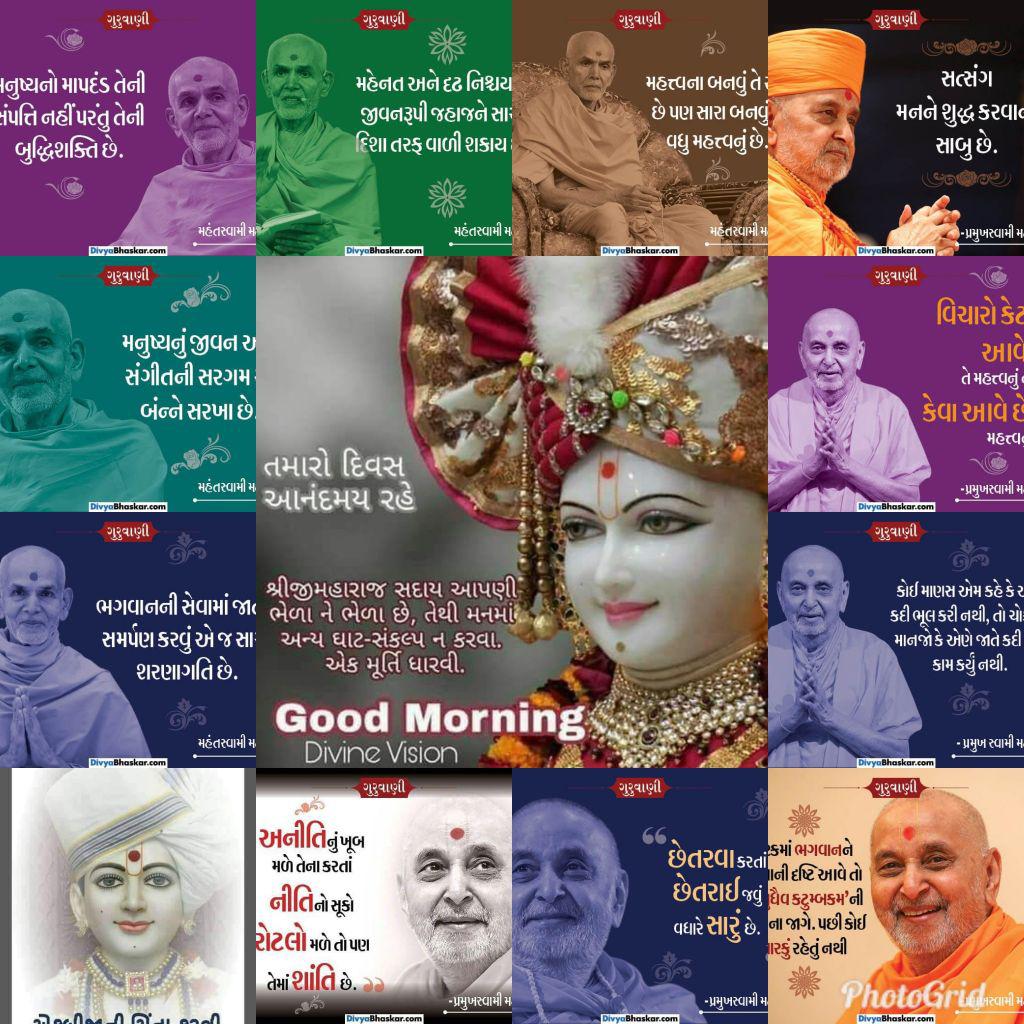 ગુરુવાણી
મનુષ્યનો માપદંડ તેની
સંપત્તિ નહીં પરંતુ તેની
બુદ્ધિશક્તિ છે.
મહંતસ્વામી
DivyaBhaskar.com
ગુરુવાણી
મહેનત અને દૃઢ નિશ્ચય
જીવનરૂપી જહાજને
દિશા તરફ વાળી શકાય
મહંતસ્વામી
DivyaBhaskar.com
ગુરુવાણી
મહત્ત્વના બનવું તે
છે પણ સારા બનવું
વધુ મહત્ત્વનું છે.
મહંતસ્વામી
DivyaBhaskar.com
ગુરુવાણી
સત્સંગ
મનને શુદ્ધ કરવાન
સાબુ છે.
-પ્રમુખસ્વામી
DivyaBhaskar.com
ગુરુવાણી
મનુષ્યનું જીવન
સંગીતની સરગમ
બંન્ને સરખા છે.
મહંતસ્વામી
DivyaBhaskar.com
તમારો દિવસ
આનંદમય રહે
શ્રીજીમહારાજ સદાય આપણી
ભેળા ને ભેળા છે, તેથી મનમાં
અન્ય ઘાટ-સંકલ્પ ન કરવા.
એક મૂર્તિ ધારવી.
Good Morning
Divine Vision
ગુરુવાણી
વિચારો
આવે
તે મહત્વનું
કેવા આવે છે
-પ્રમુખસ્વામી
DivyaBhaskar.com
ગુરુવાણી
ભગવાનની સેવામાં
સમર્પણ કરવું એ જ
શરણાગતિ છે.
મહંતસ્વામી
DivyaBhaskar.com
ગુરુવાણી
કોઈ માણસ એમ કહે કે
કદી ભૂલ કરી નથી, તો
માનજો કે એણે જાતે કદી
કામ કર્યું નથી.
- પ્રમુખ સ્વામી
DivyaBhaskar.com
ગુરુવાણી
અનીતિનું ખૂબ
મળે તેના કરતાં
નીતિનો સૂકો
રોટલો મળે તો પણ
તેમાં શાંતિ છે.
-પ્રમુખસ્વામી
DivyaBhaskar.com
ગુરુવાણી
છેતરવા કરતાં
છેતરાઈ જવું
વધારે સારું છે.
-પ્રમુખસ્વામી
DivyaBhaskar.com
ગુરુવાણી
ભગવાનને
દૃષ્ટિ આવે તો
કટુમ્બકમ'ની
જાગે. પછી કોઈ
રહેતું નથી
PhotoGrid